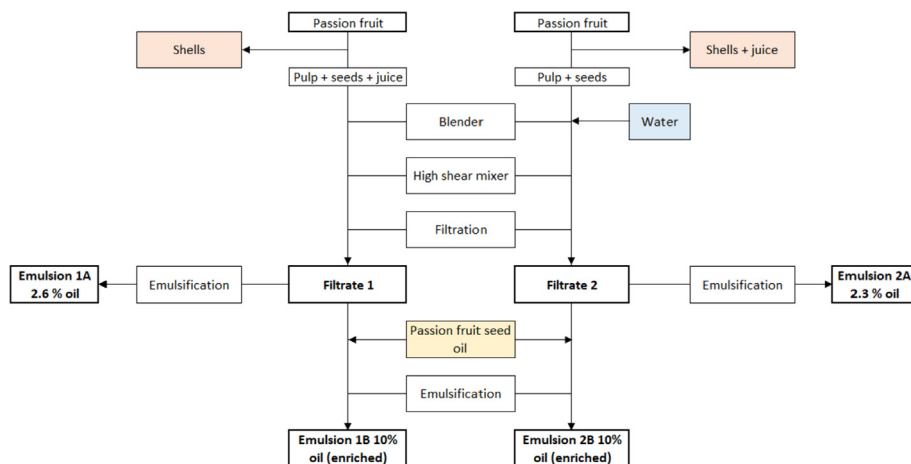 Passion fruit
Passion fruit
Shells
Shells + juice
Pulp + seeds + juice
Pulp + seeds
Blender
Water
High shear mixer
Filtration
Emulsion 1A
2.6 % oil
Emulsification
Filtrate 1
Filtrate 2
Emulsification
Emulsion 2A
2.3 % oil
Passion fruit seed
oil
Emulsification
Emulsion 1B 10%
oil (enriched)
Emulsion 2B 10%
oil (enriched)